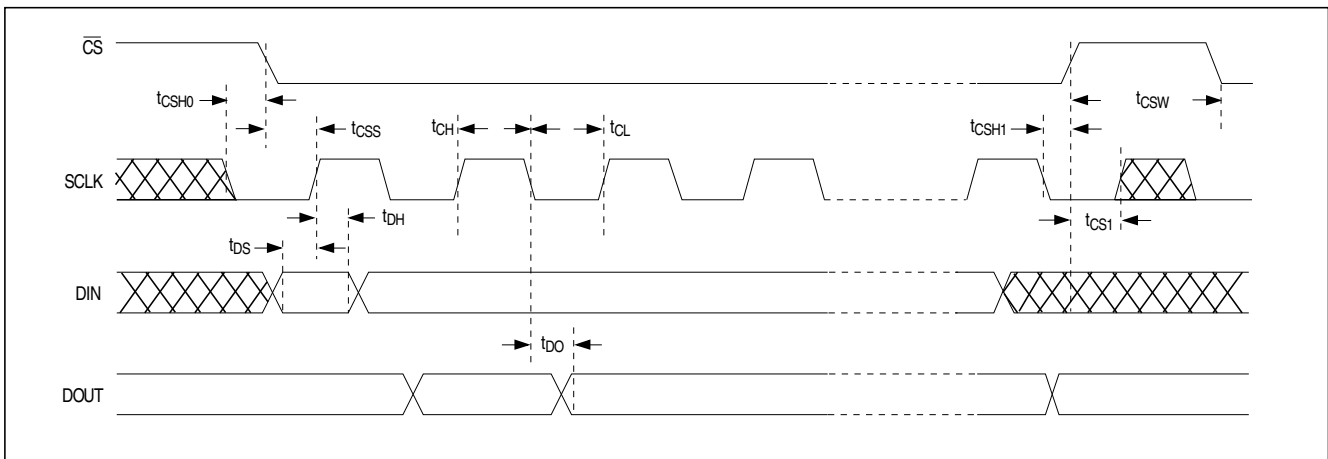 CS
tCSH0
tCSS
tCH
tCL
tCSH1
tCSW
SCLK
tDH
tCS1
tDS
DIN
tDO
DOUT